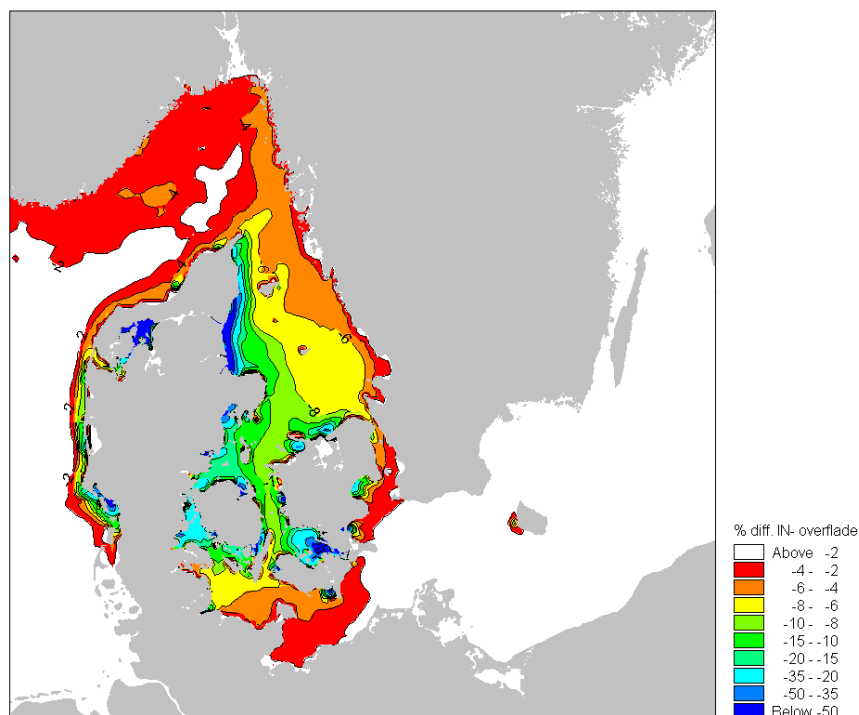 % diff. IN- overflade
Above -2
-4 - -2
-6 - -4
-8 - -6
-10 - -8
-15 - -10
-20 - -15
-35 - -20
-50 - -35
Below -50